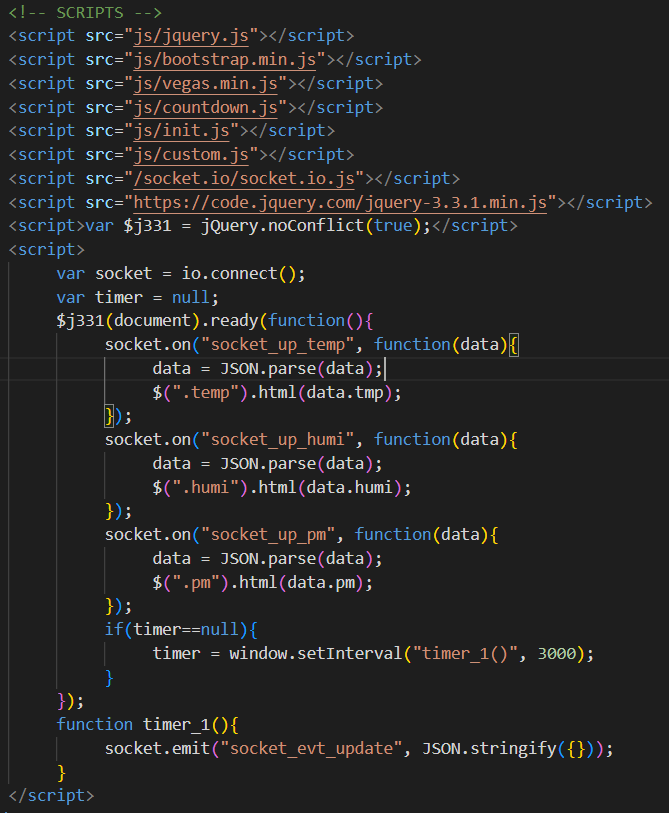 <!-- SCRIPTS -->
<script src="js/jquery.js"></script>
<script src="js/bootstrap.min.js"></script>
<script src="js/vegas.min.js"></script>
<script src="js/countdown.js"></script>
<script src="js/init.js"></script>
<script src="js/custom.js"></script>
<script src="/socket.io/socket.io.js"></script>
<script src="https://code.jquery.com/jquery-3.3.1.min.js"></script>
<script>var $j331 = jQuery.noConflict(true);</script>
<script>
    var socket = io.connect();
    var timer = null;
    $j331(document).ready(function(){
        socket.on("socket_up_temp", function(data){
            data = JSON.parse(data);
            $(".temp").html(data.tmp);
        });
        socket.on("socket_up_humi", function(data){
            data = JSON.parse(data);
            $(".humi").html(data.humi);
        });
        socket.on("socket_up_pm", function(data){
            data = JSON.parse(data);
            $(".pm").html(data.pm);
        });
        if(timer==null){
            timer = window.setInterval("timer_1()", 3000);
        }
    });
    function timer_1(){
        socket.emit("socket_evt_update", JSON.stringify({}));
    }
</script>